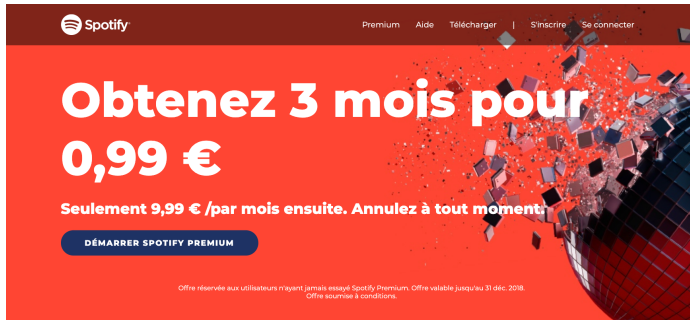 Spotify
Premium Aide Télécharger | S'inscrire Se connecter
Obtenez 3 mois pour
0,99 €
Seulement 9,99 € /par mois ensuite. Annulez à tout moment.
DÉMARRER SPOTIFY PREMIUM
Offre réservée aux utilisateurs n'ayant jamais essayé Spotify Premium. Offre valable jusqu'au 31 déc. 2018.
Offre soumise à conditions.